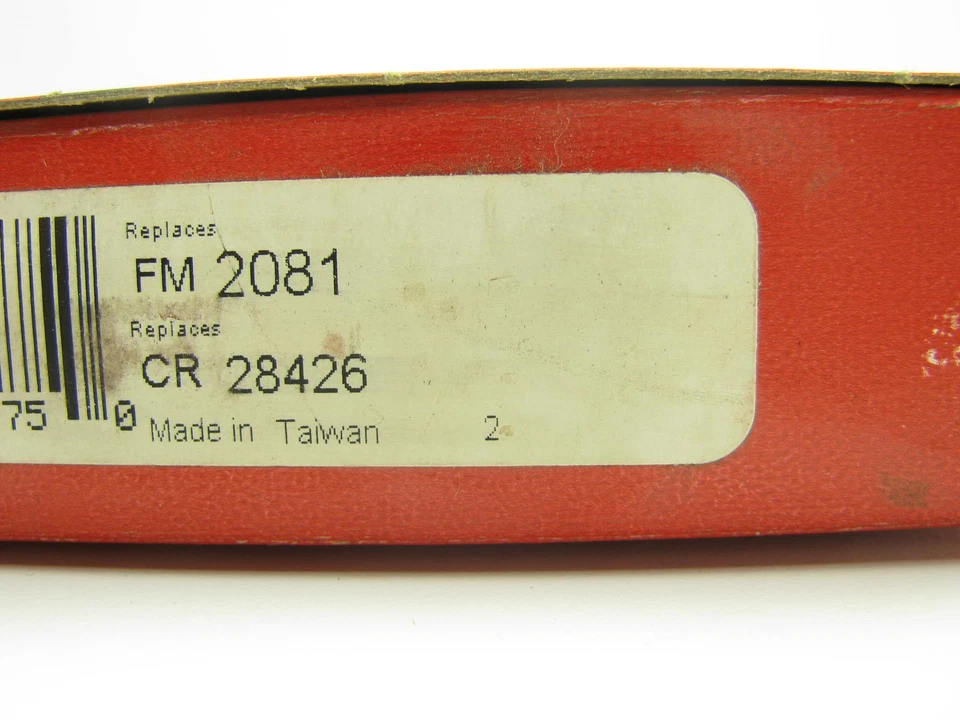 Replaces
FM 2081
Replaces
CR 28426
75 0
Made in Taiwan 2